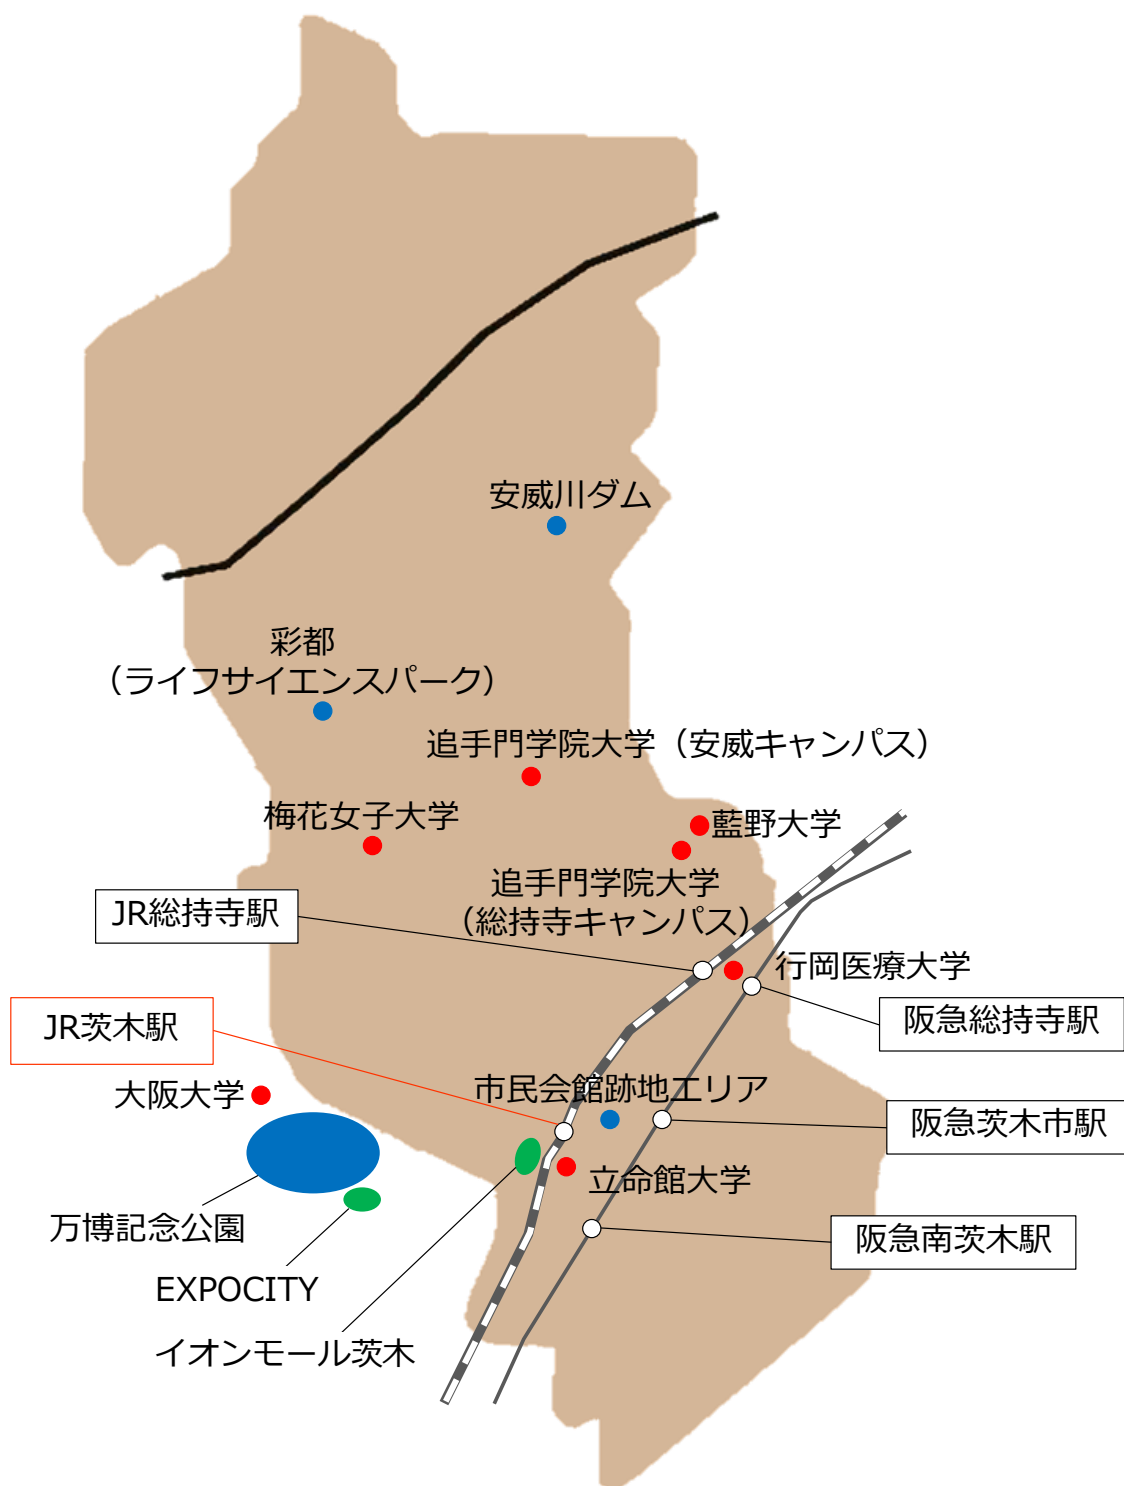 安威川ダム
彩都
（ライフサイエンスパーク）
追手門学院大学（安威キャンパス）
梅花女子大学
藍野大学
追手門学院大学
（総持寺キャンパス）
JR総持寺駅
行岡医療大学
阪急総持寺駅
JR茨木駅
市民会館跡地エリア
大阪大学
阪急茨木市駅
立命館大学
万博記念公園
阪急南茨木駅
EXPOCITY
イオンモール茨木